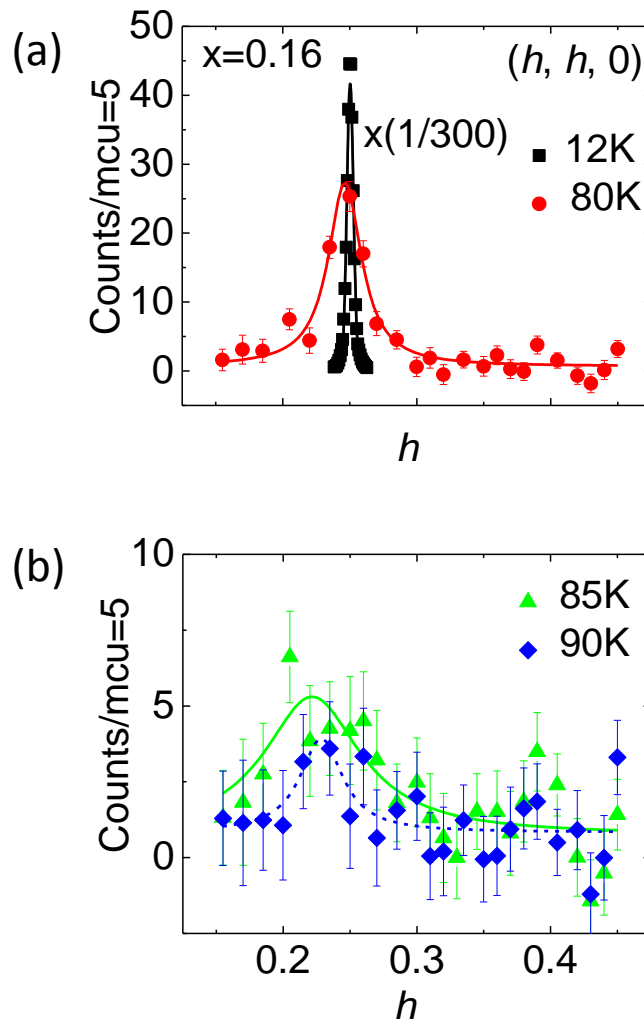 (a)
x=0.16
(h, h, 0)
x(1/300)
12K
80K
50
40
30
20
10
0
Counts/mcu=5
h
(b)
85K
90K
10
5
0
Counts/mcu=5
0.2 0.3 0.4
h